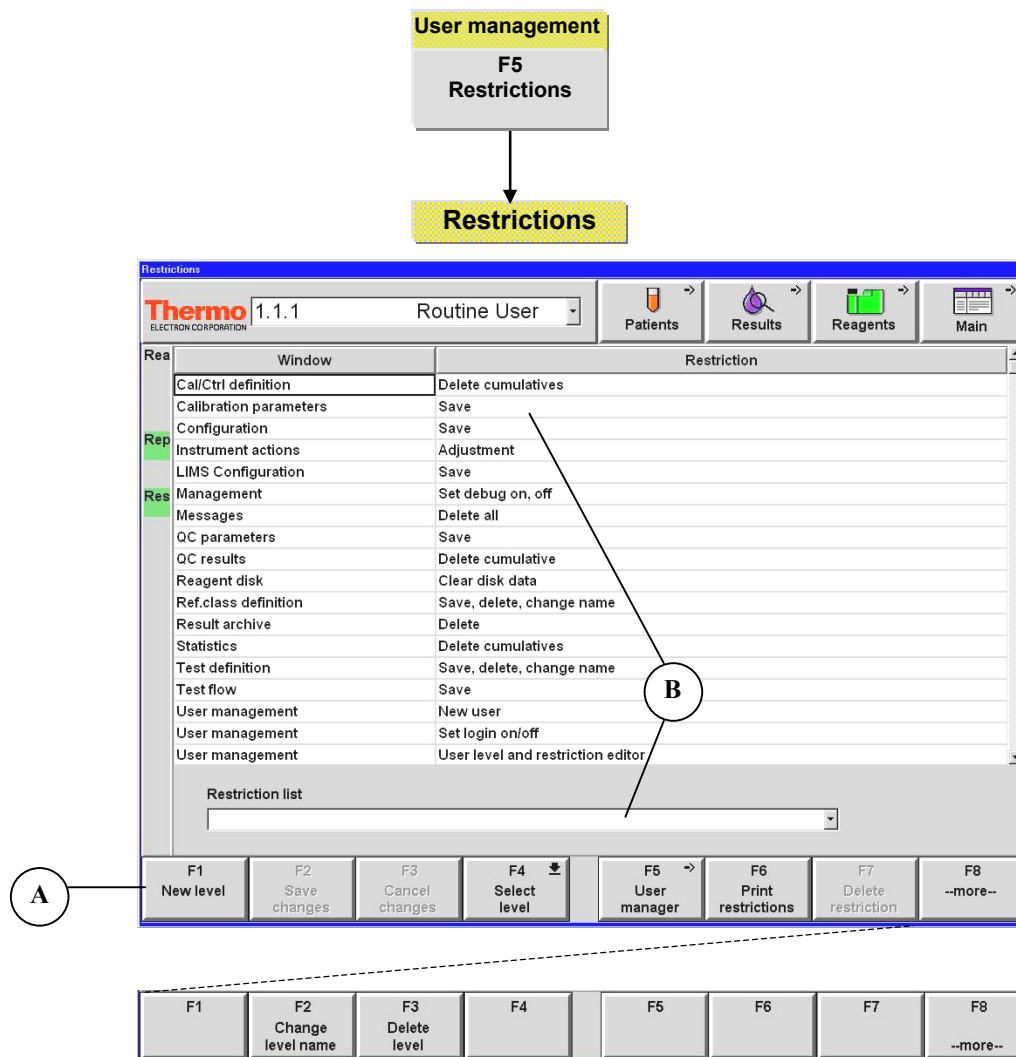 User management
F5
Restrictions
Restrictions
Restrictions
Thermo
ELECTRON CORPORATION
1.1.1 Routine User
Patients
Results
Reagents
Main
Rea
Rep
Res
Window Restriction
Cal/Ctrl definition Delete cumulatives
Calibration parameters Save
Configuration Save
Instrument actions Adjustment
LIMS Configuration Save
Management Set debug on, off
Messages Delete all
QC parameters Save
QC results Delete cumulative
Reagent disk Clear disk data
Ref.class definition Save, delete, change name
Result archive Delete
Statistics Delete cumulatives
Test definition Save, delete, change name
Test flow Save
User management New user
User management Set login on/off
User management User level and restriction editor
B
Restriction list
A
F1
New level
F2
Save
changes
F3
Cancel
changes
F4
Select
level
F5
User
manager
F6
Print
restrictions
F7
Delete
restriction
F8
--more--
F1
F2
Change
level name
F3
Delete
level
F4
F5
F6
F7
F8
--more--